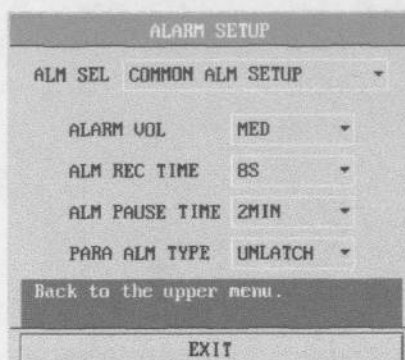 ALARM SETUP
ALM SEL COMMON ALM SETUP
ALARM VOL MED
ALM REC TIME 8S
ALM PAUSE TIME 2MIN
PARA ALM TYPE UNLATCH
Back to the upper menu.
EXIT